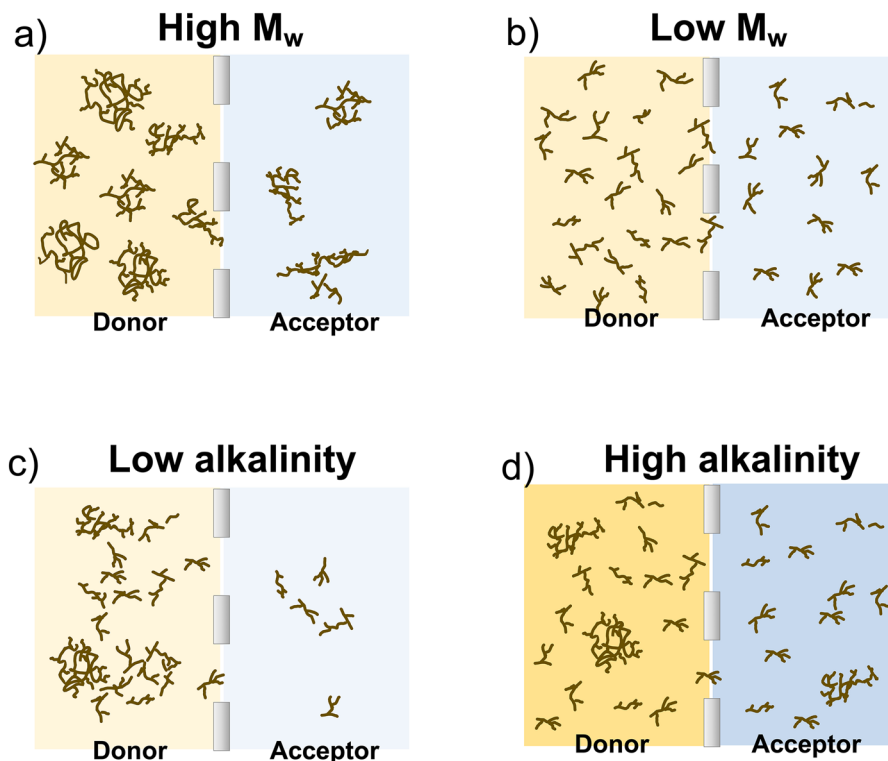 a)
High Mw
Donor
Acceptor
b)
Low Mw
Donor
Acceptor
c)
Low alkalinity
Donor
Acceptor
d)
High alkalinity
Donor
Acceptor